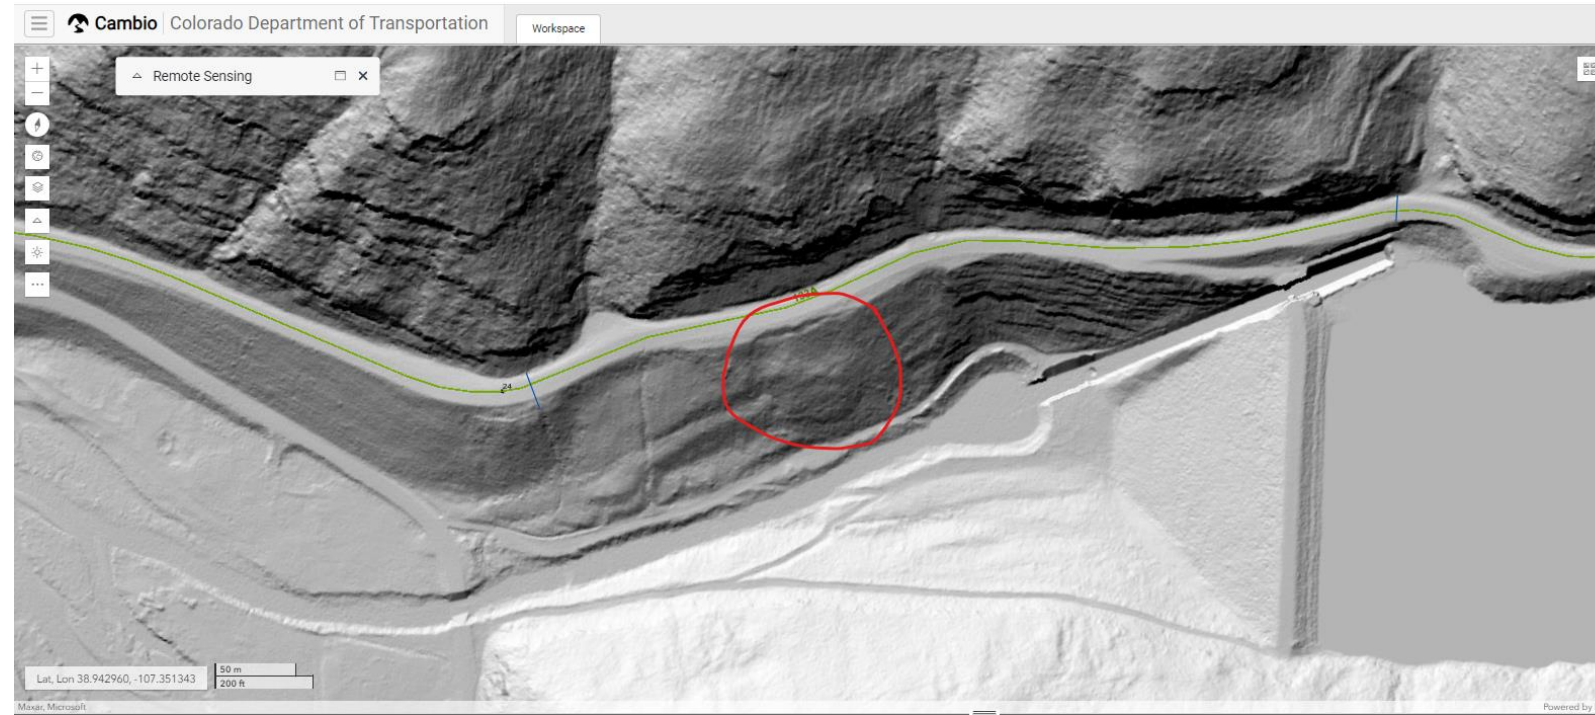 Cambio | Colorado Department of Transportation
Workspace
Remote Sensing
24
Lat, Lon 38.942960, -107.351343
50 m
200 ft
Maxar, Microsoft
Powered by